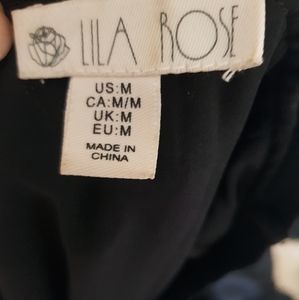 LILA ROSE
US:M
CA:M/M
UK:M
EU:M
MADE IN
CHINA